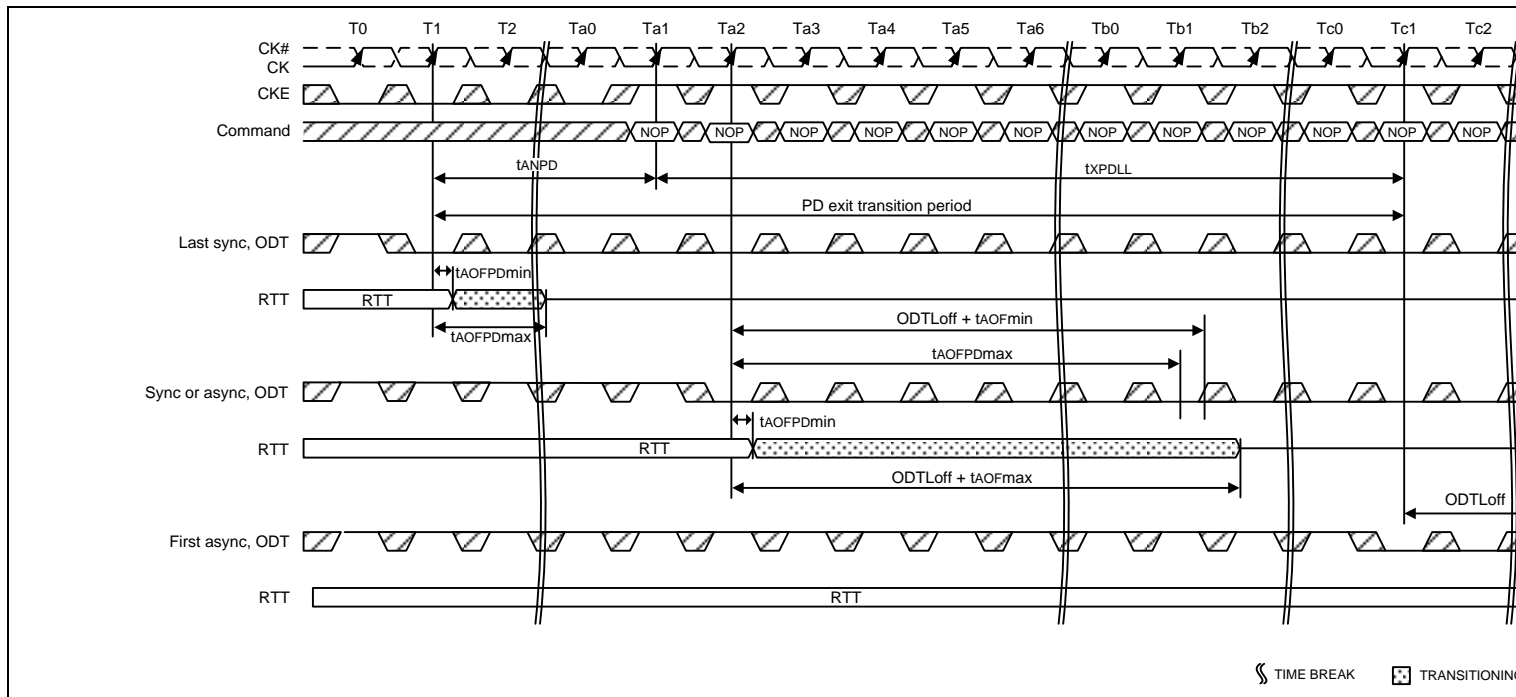 T0 T1 T2 Ta0 Ta1 Ta2 Ta3 Ta4 Ta5 Ta6 Tb0 Tb1 Tb2 Tc0 Tc1 Tc2
CK#
CK
CKE
Command NOP NOP NOP NOP NOP NOP NOP NOP NOP NOP NOP NOP
tANPD tXPDLL
PD exit transition period
Last sync, ODT
tAOFPDmin
RTT RTT
tAOFPDmax
ODTLoff + tAOFmin
tAOFPDmax
Sync or async, ODT
tAOFPDmin
RTT RTT
ODTLoff + tAOFmax
ODTLoff
First async, ODT
RTT RTT
TIME BREAK TRANSITIONING